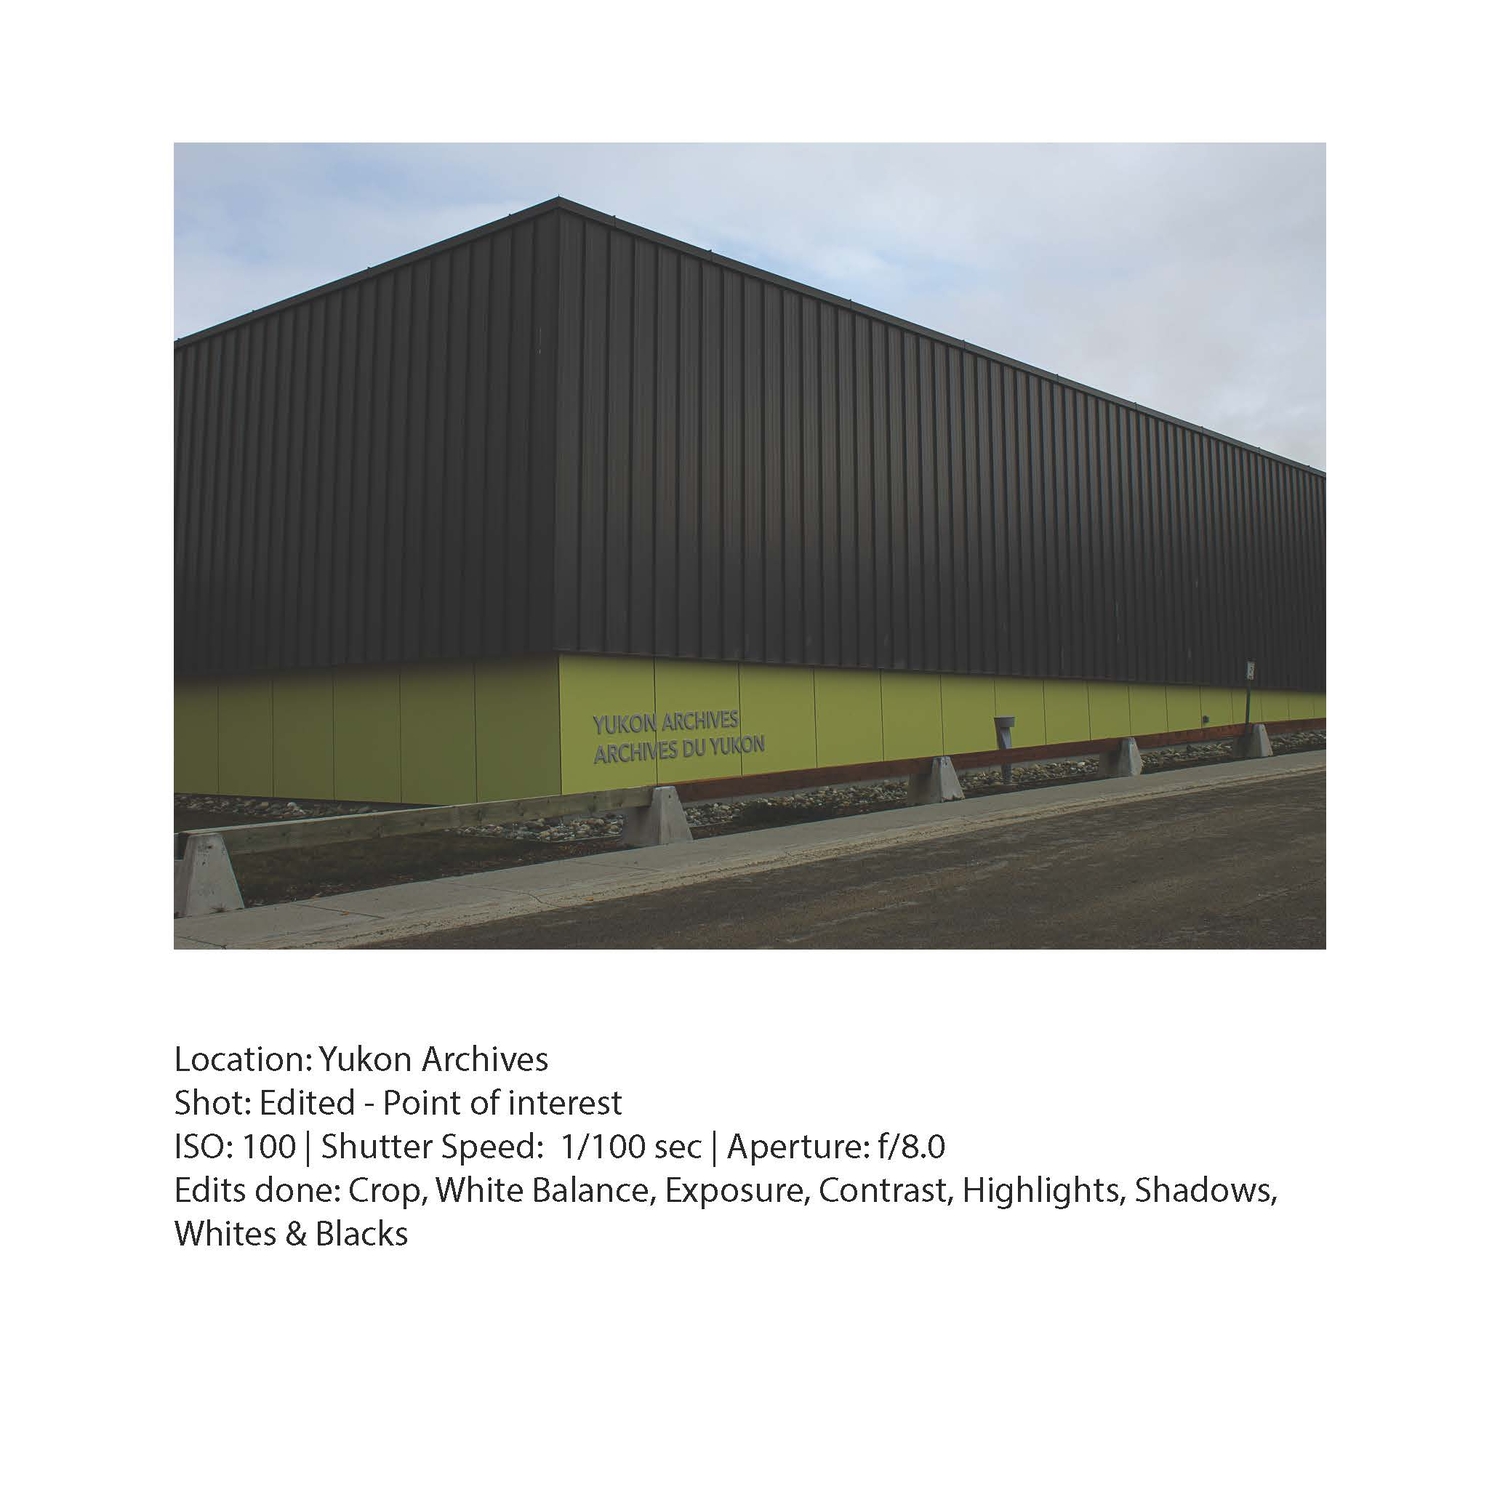 YUKON ARCHIVES
ARCHIVES DU YUKON
Location: Yukon Archives
Shot: Edited - Point of interest
ISO: 100 | Shutter Speed:  1/100 sec | Aperture: f/8.0
Edits done: Crop, White Balance, Exposure, Contrast, Highlights, Shadows,
Whites & Blacks